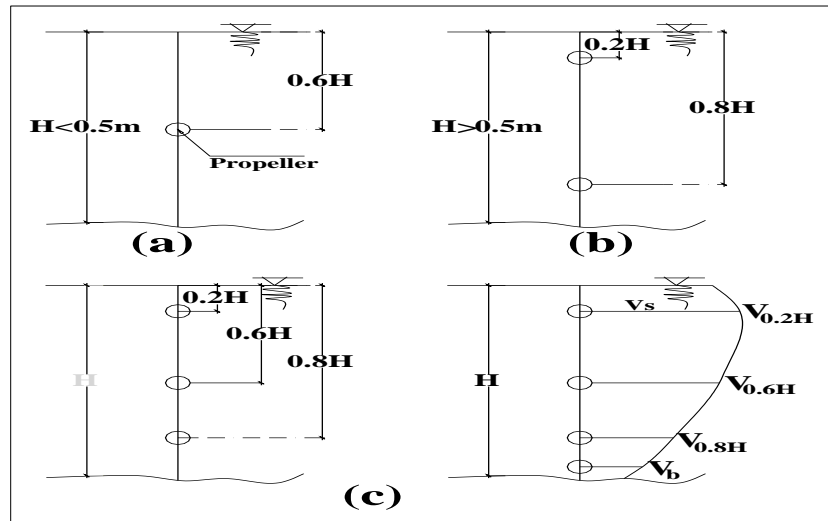 0.6H
H<0.5m
Propeller
(a)
0.2H
0.8H
H>0.5m
(b)
0.2H
0.6H
0.8H
H
Vs
V0.2H
H
V0.6H
V0.8H
Vb
(c)